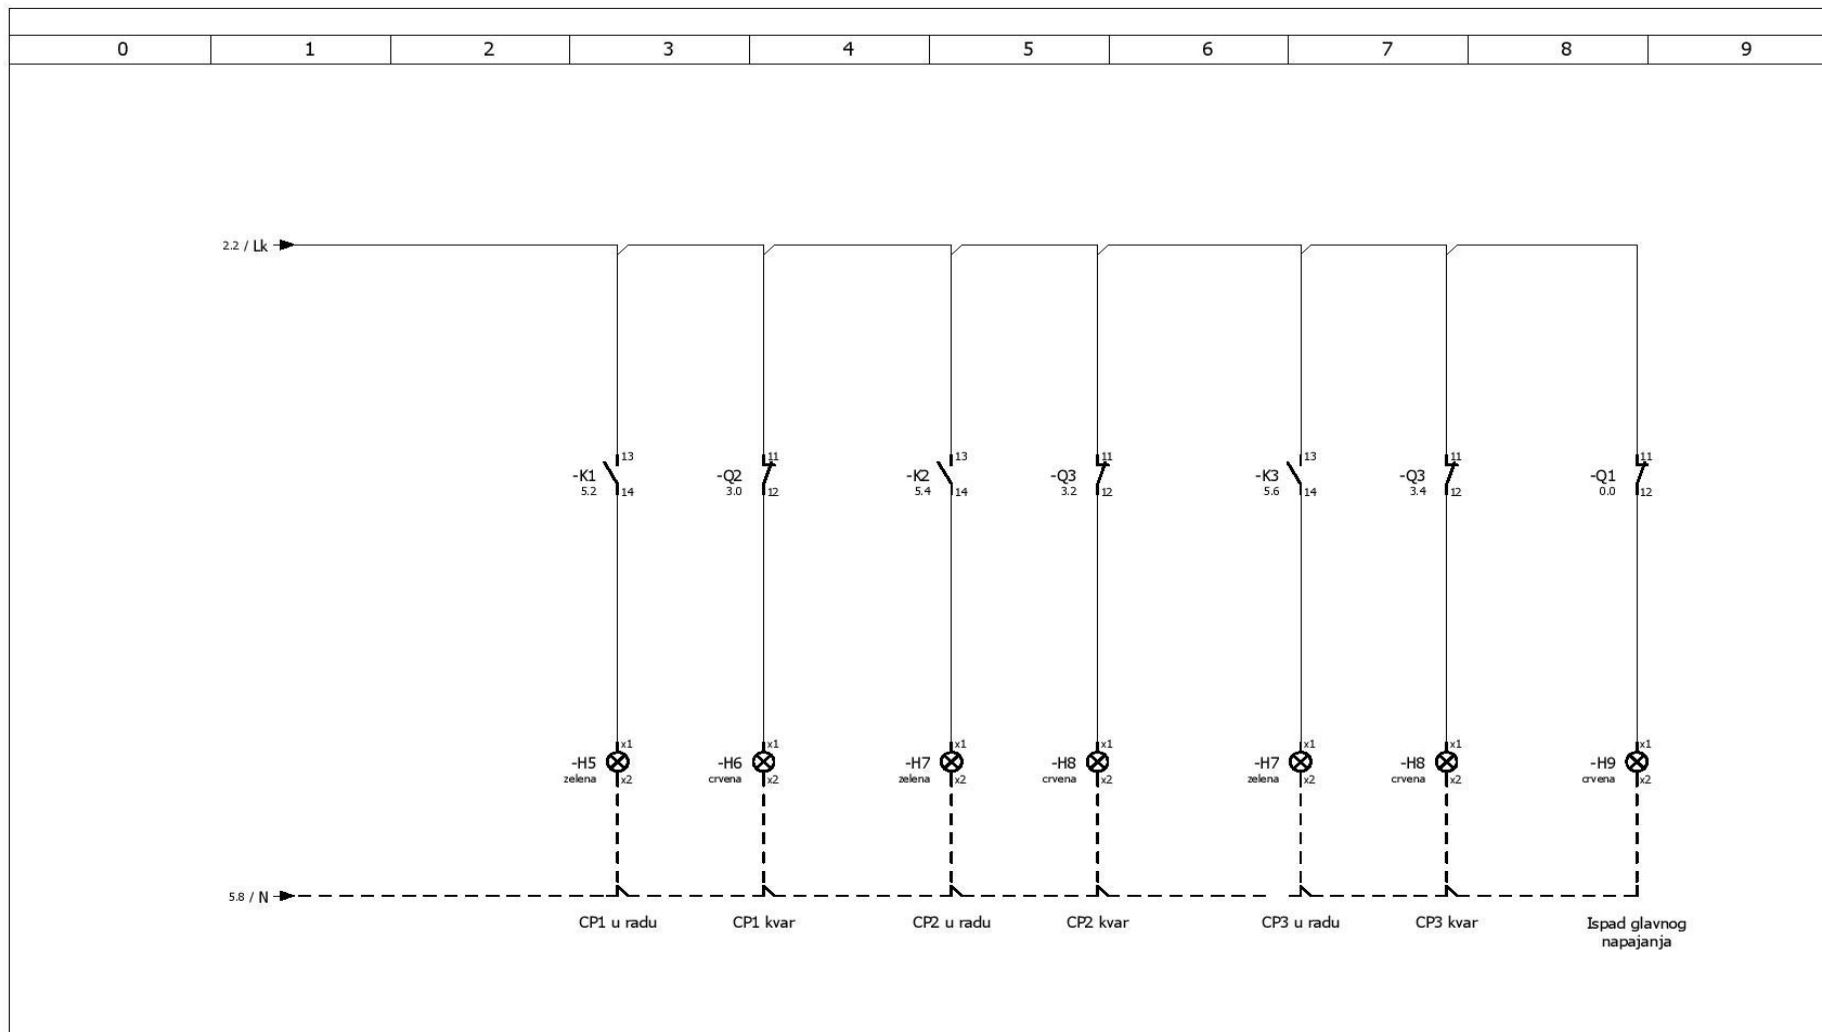 0 1 2 3 4 5 6 7 8 9
2.2 / Lk
13 11 13 11 13 11 11
-K1 -Q2 -K2 -Q3 -K3 -Q3 -Q1
5.2 14 3.0 12 5.4 14 3.2 12 5.6 14 3.4 12 0.0 12
x1 x1 x1 x1 x1 x1 x1
-H5 -H6 -H7 -H8 -H7 -H8 -H9
zelena x2 crvena x2 zelena x2 crvena x2 zelena x2 crvena x2 crvena x2
5.8 / N
CP1 u radu CP1 kvar CP2 u radu CP2 kvar CP3 u radu CP3 kvar Ispad glavnog
napajanja